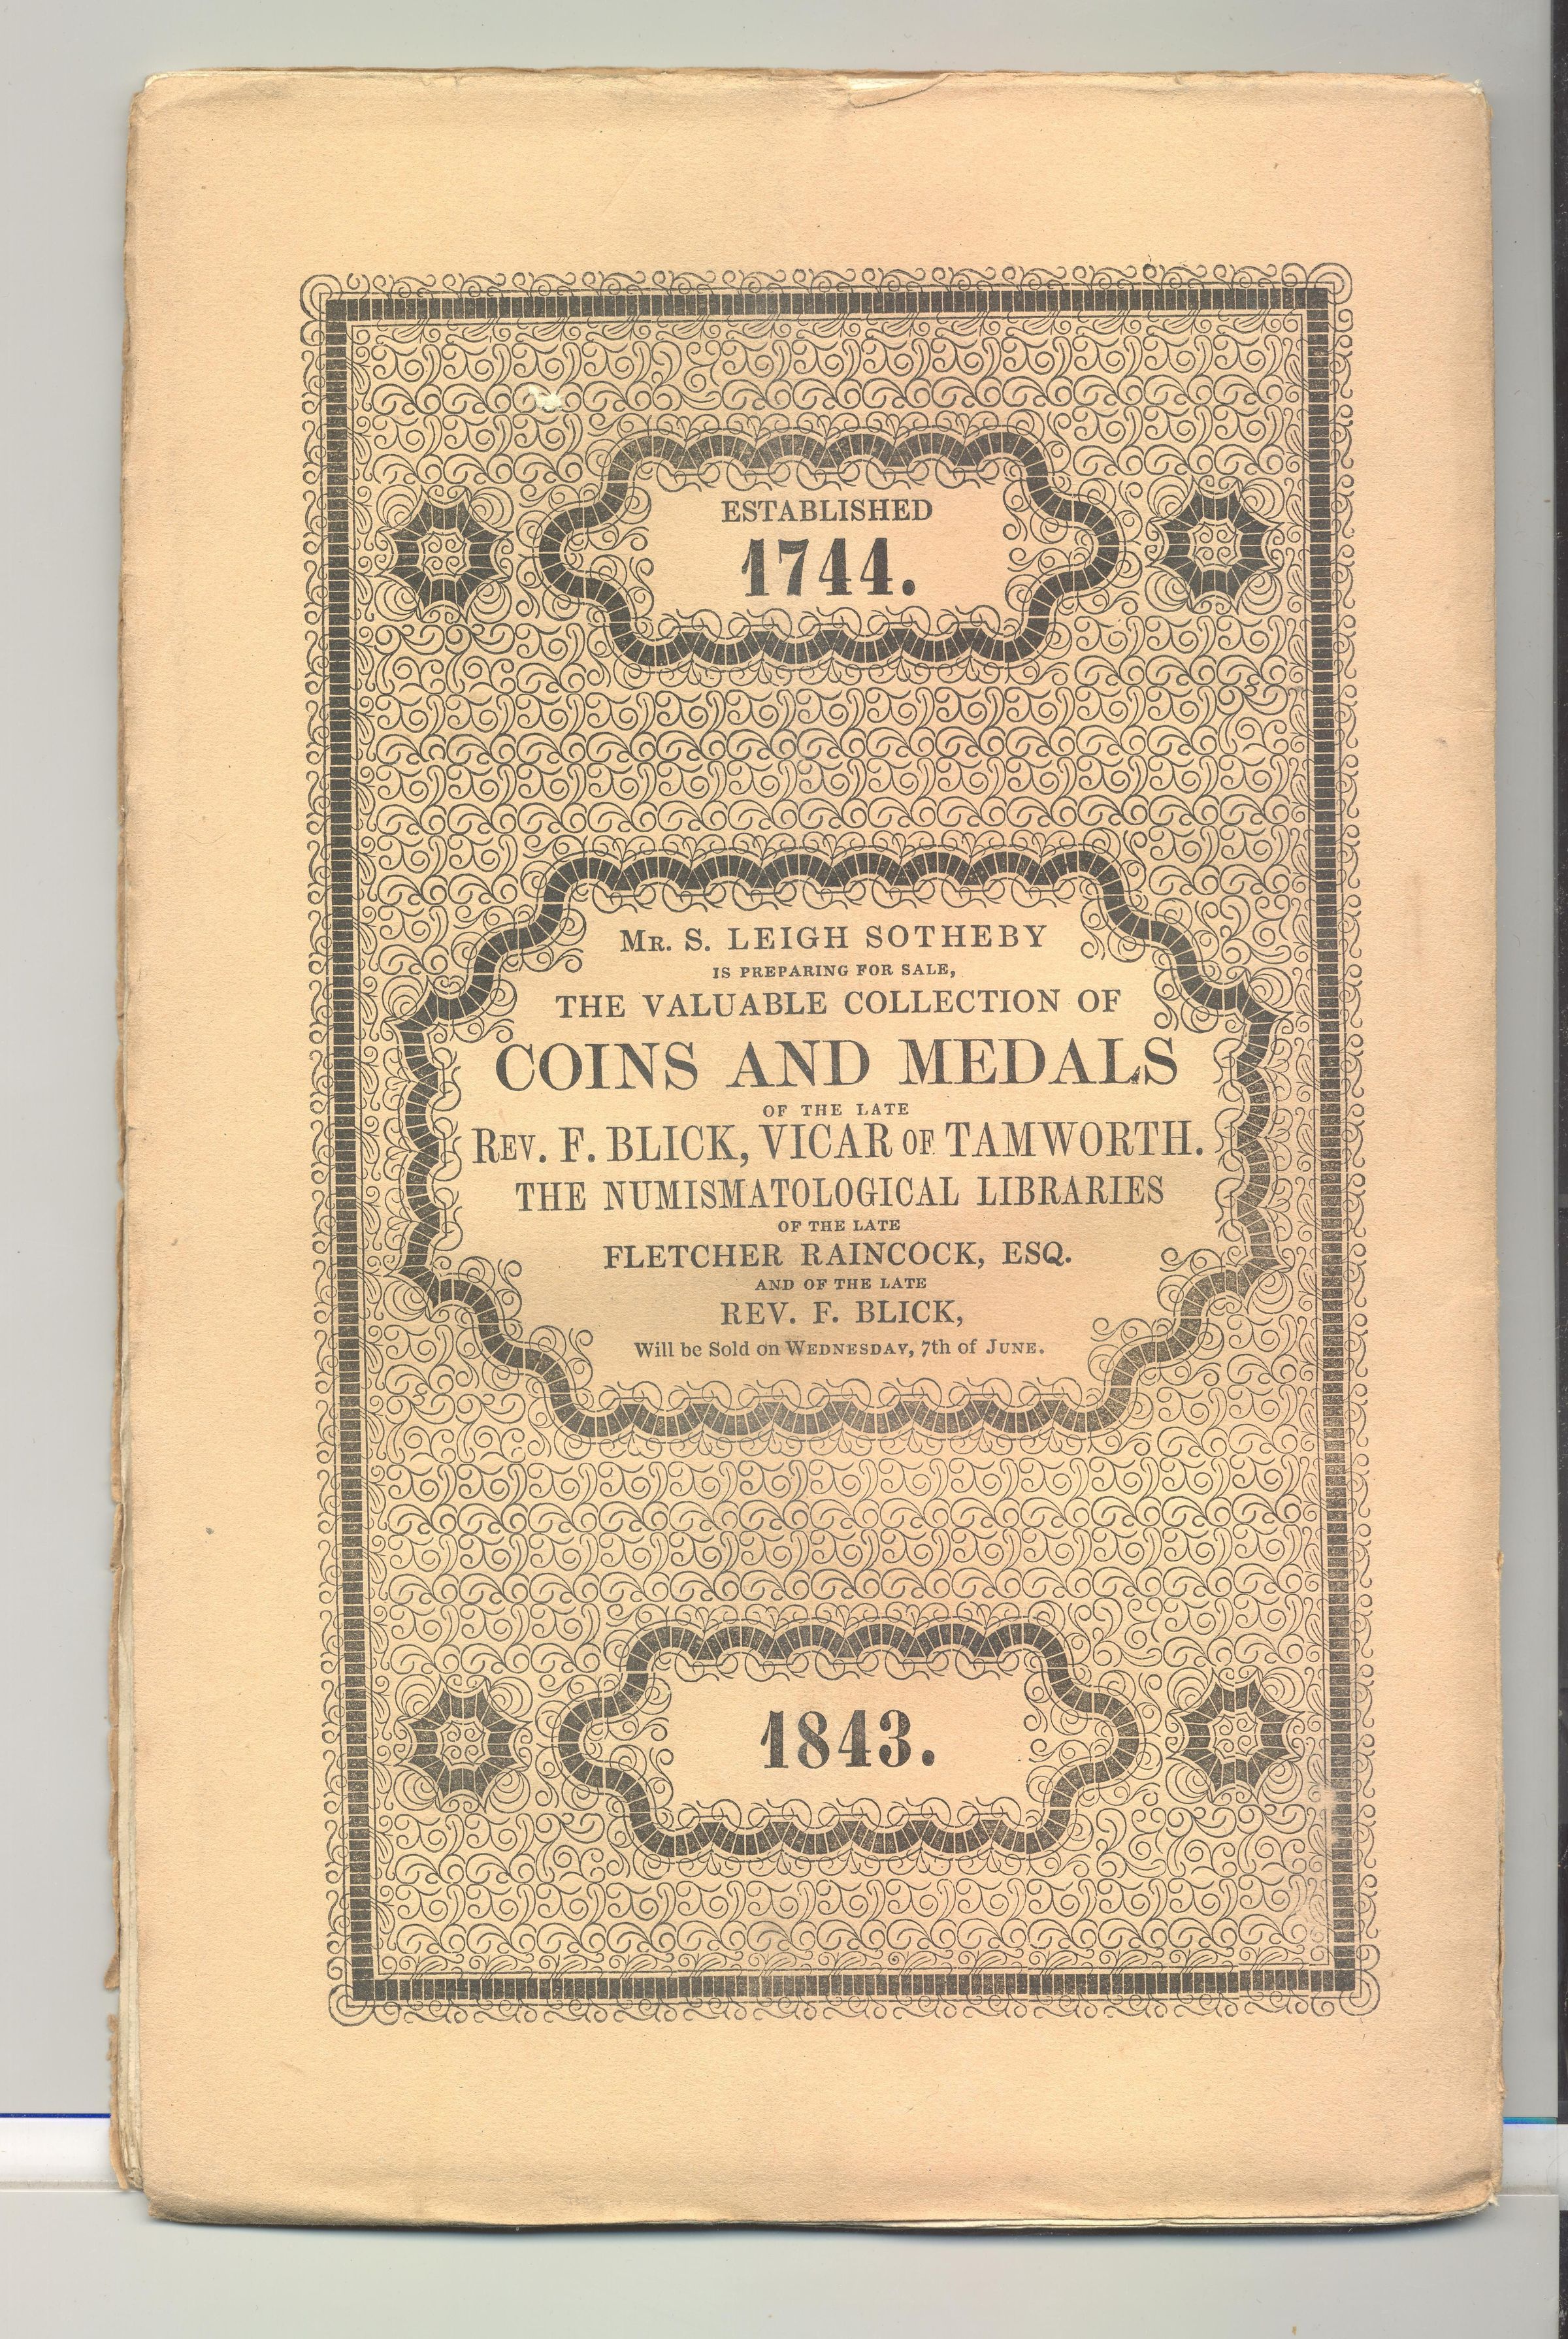 ESTABLISHED
1744.
MR. S. LEIGH SOTHEBY
IS PREPARING FOR SALE,
THE VALUABLE COLLECTION OF
COINS AND MEDALS
OF THE LATE
REV. F. BLICK, VICAR OF TAMWORTH.
THE NUMISMATOLOGICAL LIBRARIES
OF THE LATE
FLETCHER RAINCOCK, ESQ.
AND OF THE LATE
REV. F. BLICK,
Will be Sold on WEDNESDAY, 7th of JUNE.
1843.